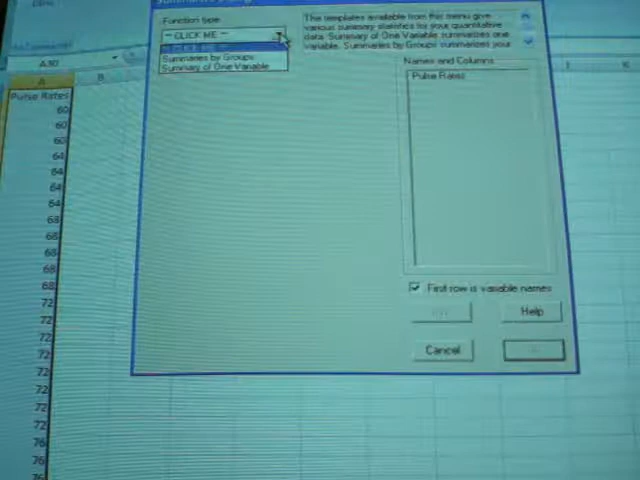 Function type
-- CLICK ME --
-- CLICK ME --
Summaries by Groups
Summary of One Variable
The templates available from this menu give
various summary statistics for your quantitative
data. Summary of One Variable summarizes one
variable. Summaries by Groups summarizes your
Names and Columns
Pulse Rates
First row is variable names
Help
Cancel
A30
A
B
K
Pulse Rates
60
60
60
64
64
64
68
68
68
68
68
72
72
72
72
72
72
72
76
76